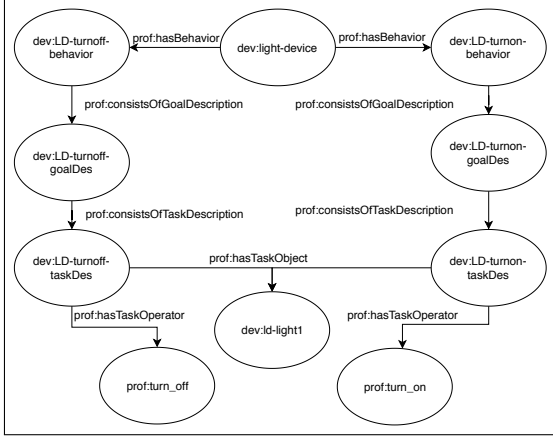 dev:LD-turnoff-
behavior
prof:hasBehavior
dev:light-device
prof:hasBehavior
dev:LD-turnon-
behavior
prof:consistsOfGoalDescription
prof:consistsOfGoalDescription
dev:LD-turnoff-
goalDes
dev:LD-turnon-
goalDes
prof:consistsOfTaskDescription
prof:consistsOfTaskDescription
dev:LD-turnoff-
taskDes
prof:hasTaskObject
dev:LD-turnon-
taskDes
prof:hasTaskOperator
dev:ld-light1
prof:hasTaskOperator
prof:turn_off
prof:turn_on